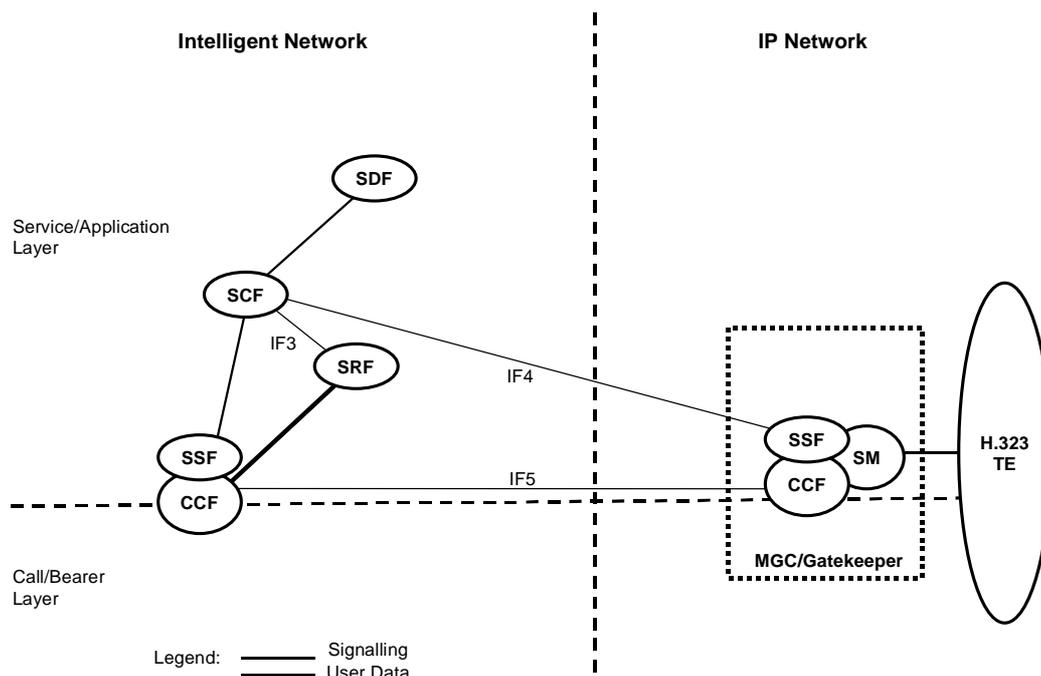 Intelligent Network
IP Network
SDF
Service/Application
Layer
SCF
IF3
SRF
IF4
SSF
SSF
SM
H.323
TE
IF5
CCF
CCF
MGC/Gatekeeper
Call/Bearer
Layer
Legend:
Signalling
User Data